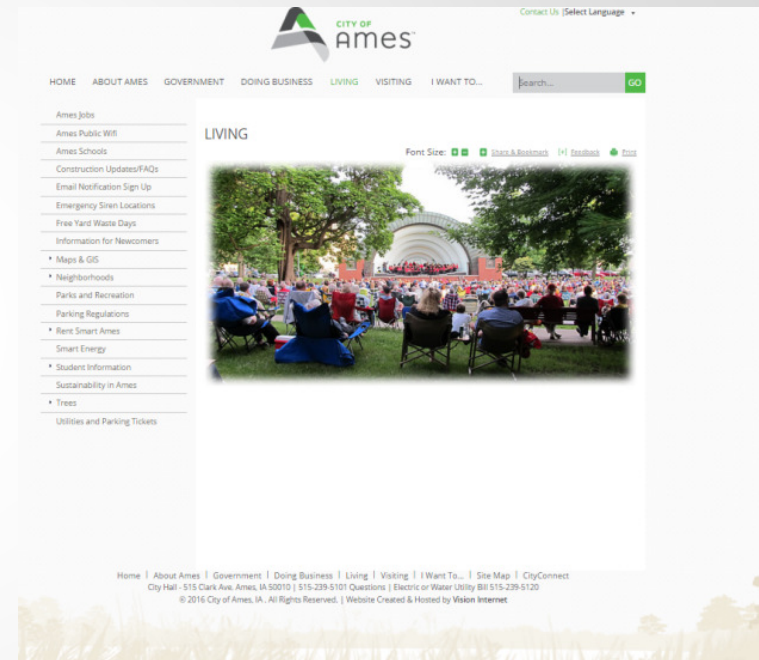 Contact Us |Select Language
CITY OF
Ames™
HOME ABOUT AMES GOVERNMENT DOING BUSINESS LIVING VISITING I WANT TO...
Search... GO
Ames Jobs
Ames Public Wifi
Ames Schools
Construction Updates/FAQs
Email Notification Sign Up
Emergency Siren Locations
Free Yard Waste Days
Information for Newcomers
Maps & GIS
Neighborhoods
Parks and Recreation
Parking Regulations
Rent Smart Ames
Smart Energy
Student Information
Sustainability in Ames
Trees
Utilities and Parking Tickets
LIVING
Font Size: + - + Share & Bookmark [+] Feedback Print
Home | About Ames | Government | Doing Business | Living | Visiting | I Want To... | Site Map | CityConnect
City Hall - 515 Clark Ave. Ames, IA 50010 | 515-239-5101 Questions | Electric or Water Utility Bill 515-239-5120
© 2016 City of Ames, IA . All Rights Reserved. | Website Created & Hosted by Vision Internet